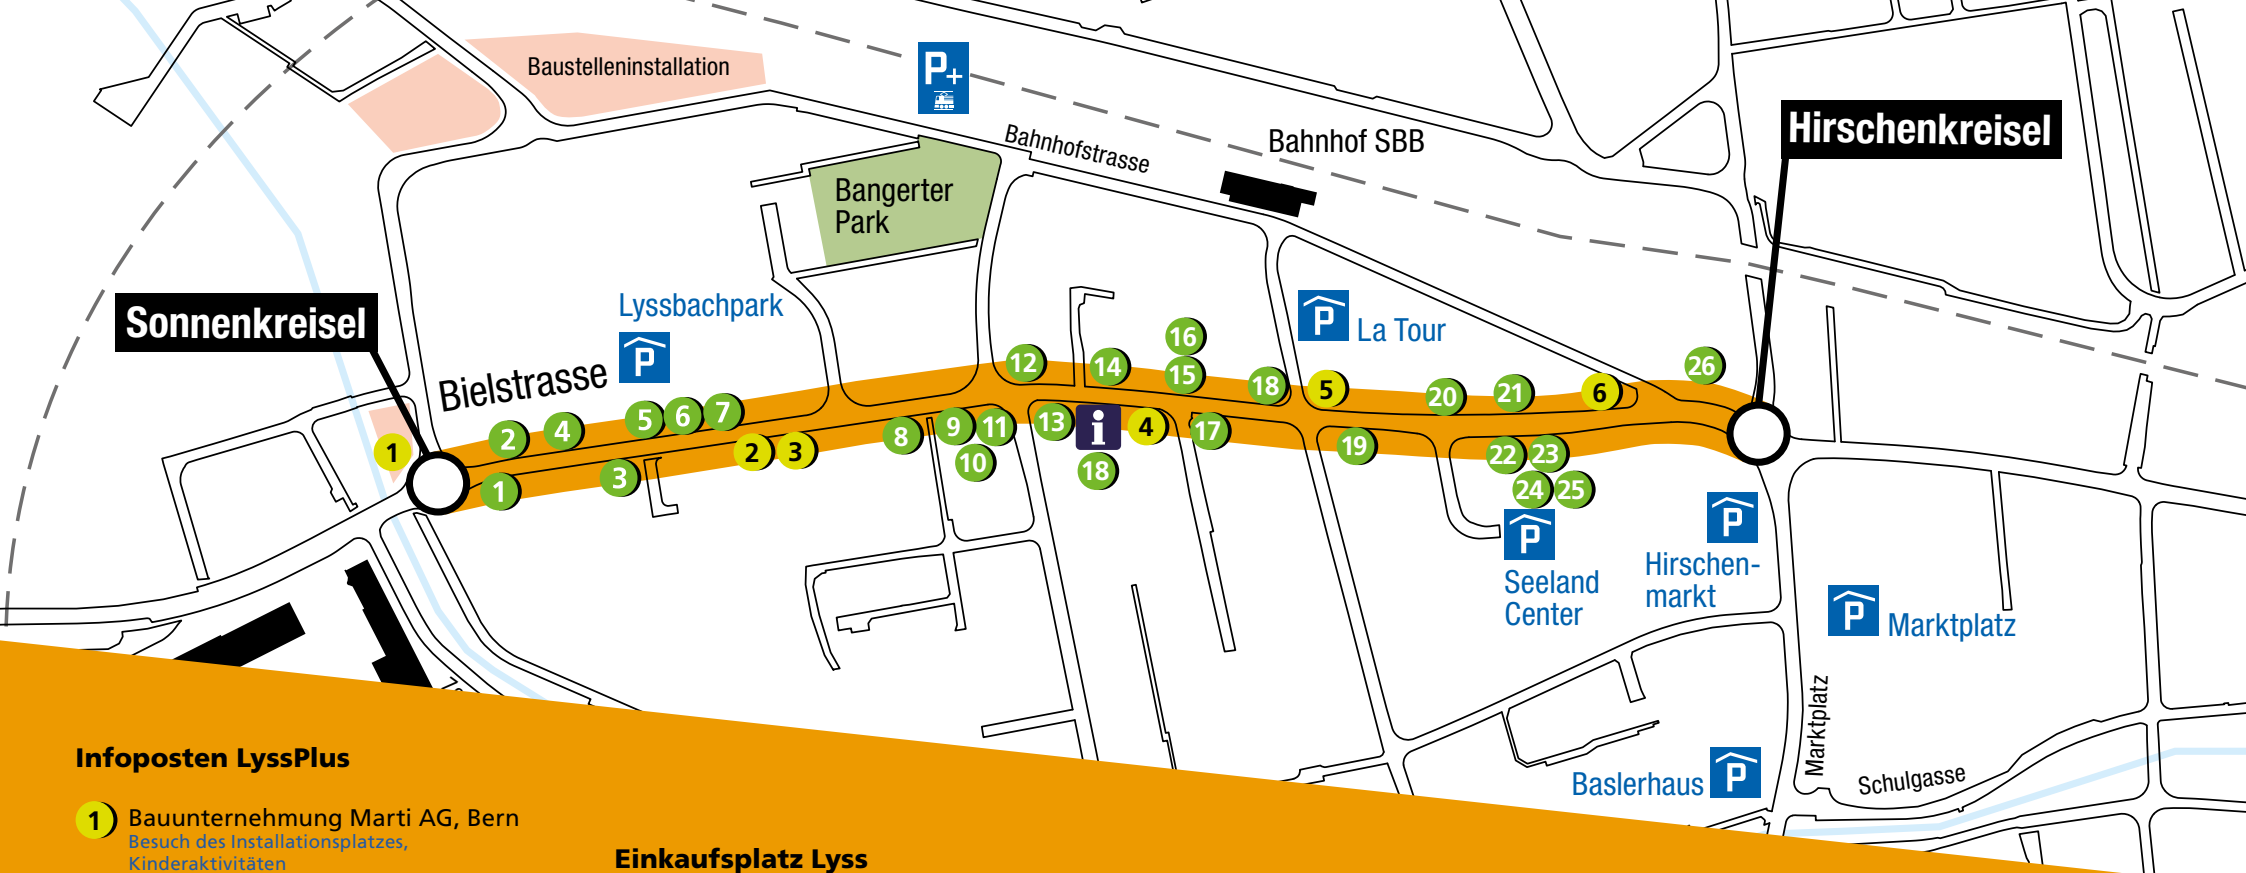 Baustelleninstallation
P+
Bahnhofstrasse
Bahnhof SBB
Hirschenkreisel
Bangerter
Park
Sonnenkreisel
Lyssbachpark
P
Bielstrasse
P
La Tour
16
12
14
15
18
5
20
21
6
26
2
4
5
6
7
1
2
3
8
9
11
13
i
4
17
19
22
23
1
3
10
18
24
25
P
Seeland
Center
P
Hirschen-
markt
P
Marktplatz
Marktplatz
Schulgasse
Baslerhaus
P
Infoposten LyssPlus
1 Bauunternehmung Marti AG, Bern
Besuch des Installationsplatzes,
Kinderaktivitäten
Einkaufsplatz Lyss